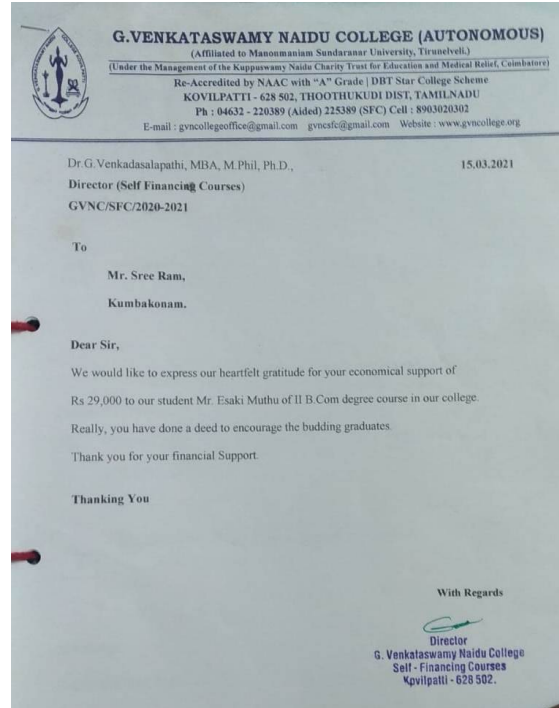 G.VENKATASWAMY NAIDU COLLEGE (AUTONOMOUS)
(Affiliated to Manonmaniam Sundaranar University, Tirunelveli.)
(Under the Management of the Kuppuswamy Naidu Charity Trust for Education and Medical Relief, Coimbatore)
Re-Accredited by NAAC with “A” Grade | DBT Star College Scheme
KOVILPATTI - 628 502, THOOTHUKUDI DIST, TAMILNADU
Ph : 04632 - 220389 (Aided) 225389 (SFC) Cell : 8903020302
E-mail : gvncollegeoffice@gmail.com gvncsfc@gmail.com Website : www.gvncollege.org
Dr.G.Venkadasalapathi, MBA, M.Phil, Ph.D., 15.03.2021
Director (Self Financing Courses)
GVNC/SFC/2020-2021
To
Mr. Sree Ram,
Kumbakonam.
Dear Sir,
We would like to express our heartfelt gratitude for your economical support of
Rs 29,000 to our student Mr. Esaki Muthu of II B.Com degree course in our college.
Really, you have done a deed to encourage the budding graduates.
Thank you for your financial Support.
Thanking You
With Regards
Director
G. Venkataswamy Naidu College
Self - Financing Courses
Kovilpatti - 628 502.